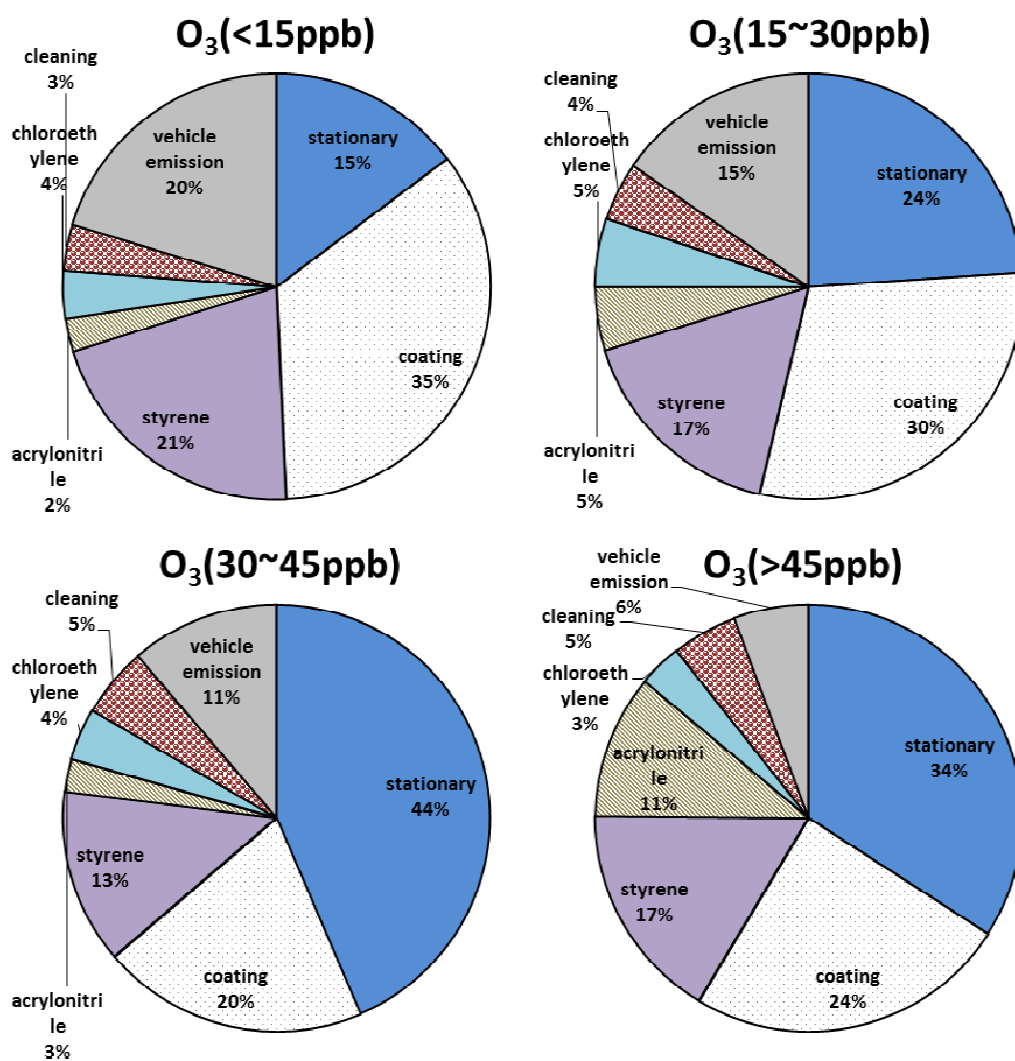 O₃(<15ppb)
cleaning
3%
chloroeth
ylene
4%
vehicle
emission
20%
stationary
15%
coating
35%
styrene
21%
acrylonitri
le
2%
O₃(15~30ppb)
cleaning
4%
chloroeth
ylene
5%
vehicle
emission
15%
stationary
24%
coating
30%
styrene
17%
acrylonitri
le
5%
O₃(30~45ppb)
cleaning
5%
chloroeth
ylene
4%
vehicle
emission
11%
stationary
44%
styrene
13%
coating
20%
acrylonitri
le
3%
O₃(>45ppb)
vehicle
emission
6%
cleaning
5%
chloroeth
ylene
3%
acrylonitri
le
11%
stationary
34%
styrene
17%
coating
24%